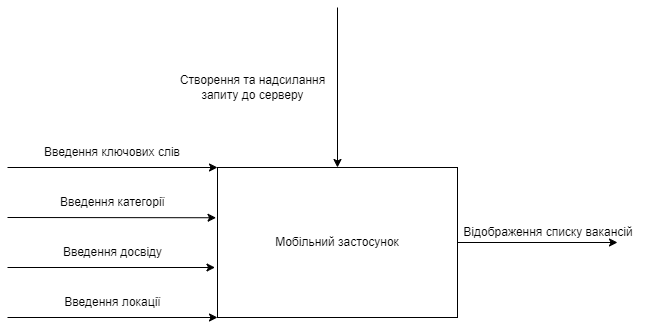 Створення та надсилання
запиту до серверу
Введення ключових слів
Введення категорії
Введення досвіду
Введення локації
Мобільний застосунок
Відображення списку вакансій